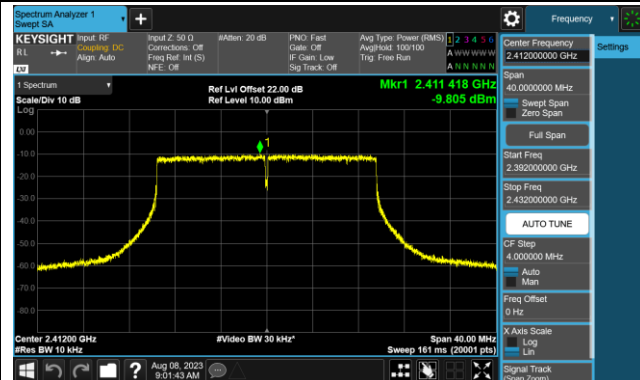 Spectrum Analyzer 1
Swept SA
Frequency
KEYSIGHT
RL
LXI
Input: RF
Coupling: DC
Align: Auto
Input Z: 50 Ω
Corrections: Off
Freq Ref: Int (S)
NFE: Off
#Atten: 20 dB
PNO: Fast
Gate: Off
IF Gain: Low
Sig Track: Off
Avg Type: Power (RMS)
Avg|Hold: 100/100
Trig: Free Run
1 2 3 4 5 6
A W W W W W
A N N N N N
1 Spectrum
Scale/Div 10 dB
Log
Ref Lvl Offset 22.00 dB
Ref Level 10.00 dBm
Mkr1 2.411 418 GHz
-9.805 dBm
1
0.00
-10.0
-20.0
-30.0
-40.0
-50.0
-60.0
-70.0
-80.0
Center 2.41200 GHz
#Res BW 10 kHz
#Video BW 30 kHz*
Span 40.00 MHz
Sweep 161 ms (20001 pts)
Aug 08, 2023
9:01:43 AM
Center Frequency
2.412000000 GHz
Settings
Span
40.0000000 MHz
Swept Span
Zero Span
Full Span
Start Freq
2.392000000 GHz
Stop Freq
2.432000000 GHz
AUTO TUNE
CF Step
4.000000 MHz
Auto
Man
Freq Offset
0 Hz
X Axis Scale
Log
Lin
Signal Track
(Span Zoom)